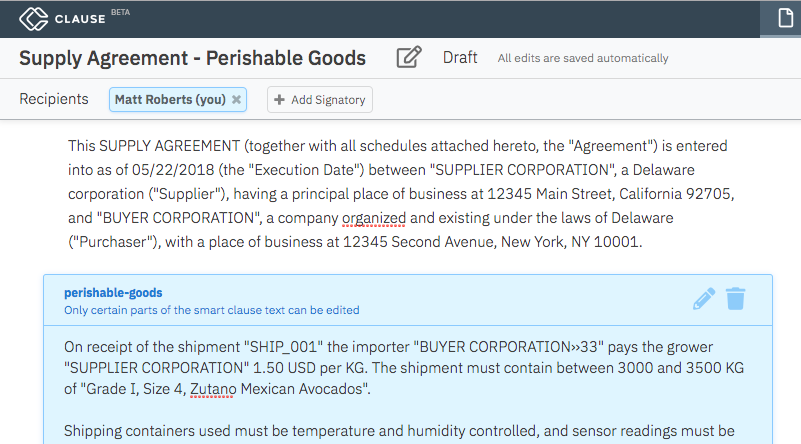 CLAUSE BETA
Supply Agreement - Perishable Goods Draft All edits are saved automatically
Recipients Matt Roberts (you) × + Add Signatory
This SUPPLY AGREEMENT (together with all schedules attached hereto, the "Agreement") is entered
into as of 05/22/2018 (the "Execution Date") between "SUPPLIER CORPORATION", a Delaware
corporation ("Supplier"), having a principal place of business at 12345 Main Street, California 92705,
and "BUYER CORPORATION", a company organized and existing under the laws of Delaware
("Purchaser"), with a place of business at 12345 Second Avenue, New York, NY 10001.
perishable-goods
Only certain parts of the smart clause text can be edited
On receipt of the shipment "SHIP_001" the importer "BUYER CORPORATION»33" pays the grower
"SUPPLIER CORPORATION" 1.50 USD per KG. The shipment must contain between 3000 and 3500 KG
of "Grade I, Size 4, Zutano Mexican Avocados".
Shipping containers used must be temperature and humidity controlled, and sensor readings must be